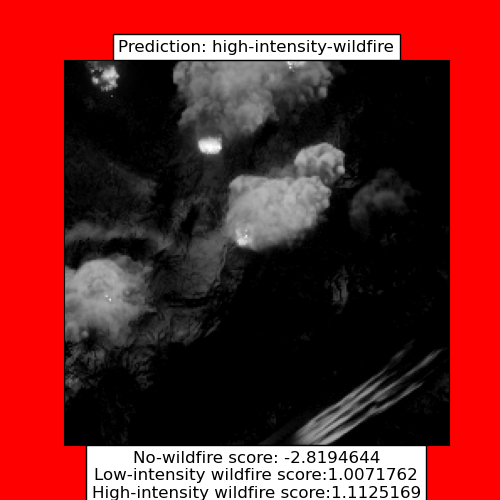 Prediction: high-intensity-wildfire
No-wildfire score: -2.8194644
Low-intensity wildfire score:1.0071762
High-intensity wildfire score:1.1125169